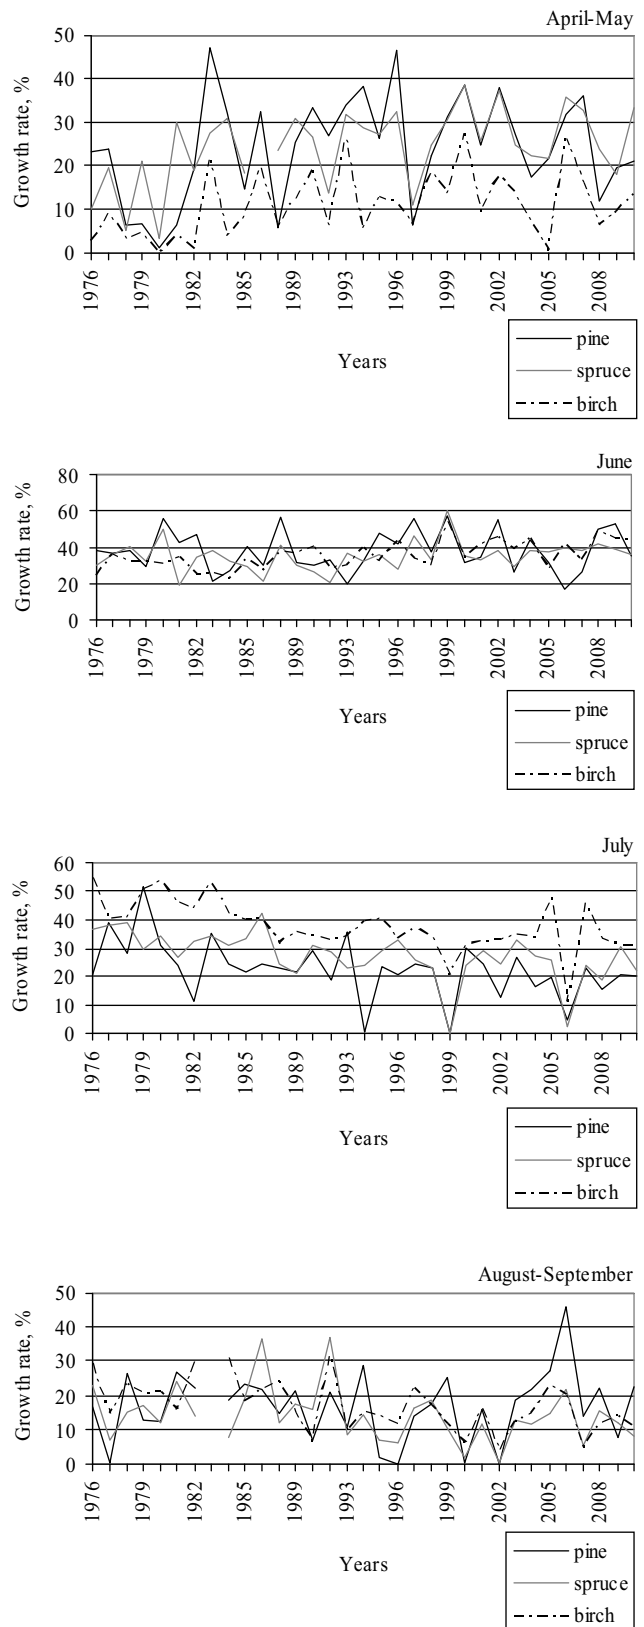 April-May
Growth rate, %
50
40
30
20
10
0
1976
1979
1982
1985
1989
1993
1996
1999
2002
2005
2008
Years
pine
spruce
birch
June
Growth rate, %
80
60
40
20
0
1976
1979
1982
1985
1989
1993
1996
1999
2002
2005
2008
Years
pine
spruce
birch
July
Growth rate, %
60
50
40
30
20
10
0
1976
1979
1982
1985
1989
1993
1996
1999
2002
2005
2008
Years
pine
spruce
birch
August-September
Growth rate, %
50
40
30
20
10
0
1976
1979
1982
1985
1989
1993
1996
1999
2002
2005
2008
Years
pine
spruce
birch